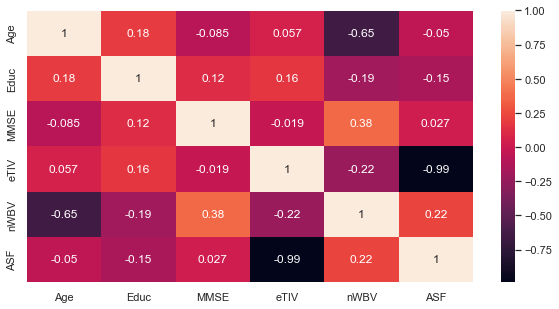 Age 1 0.18 -0.085 0.057 -0.65 -0.05
Educ 0.18 1 0.12 0.16 -0.19 -0.15
MMSE -0.085 0.12 1 -0.019 0.38 0.027
eTIV 0.057 0.16 -0.019 1 -0.22 -0.99
nWBV -0.65 -0.19 0.38 -0.22 1 0.22
ASF -0.05 -0.15 0.027 -0.99 0.22 1
Age Educ MMSE eTIV nWBV ASF
1.00
0.75
0.50
0.25
0.00
-0.25
-0.50
-0.75